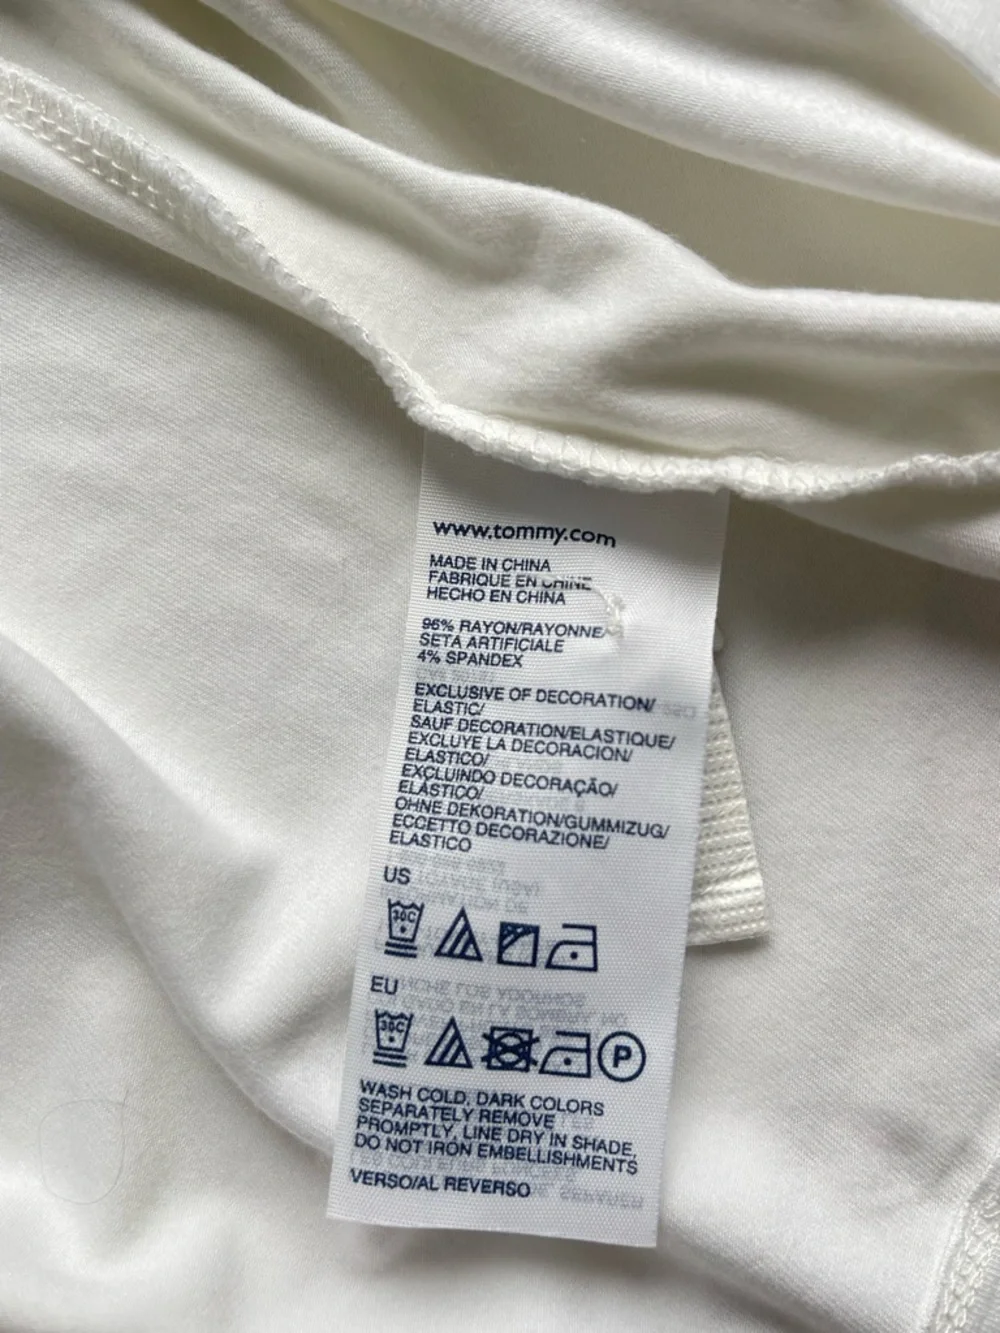 www.tommy.com
MADE IN CHINA
FABRIQUE EN CHINE
HECHO EN CHINA
96% RAYON/RAYONNE/
SETA ARTIFICIALE
4% SPANDEX
EXCLUSIVE OF DECORATION/
ELASTIC/
SAUF DECORATION/ELASTIQUE/
EXCLUYE LA DECORACION/
ELASTICO/
EXCLUINDO DECORAÇÃO/
ELÁSTICO/
OHNE DEKORATION/GUMMIZUG/
ECCETTO DECORAZIONE/
ELASTICO
US
30C
EU
30C
P
WASH COLD, DARK COLORS
SEPARATELY REMOVE
PROMPTLY, LINE DRY IN SHADE,
DO NOT IRON EMBELLISHMENTS
VERSO/AL REVERSO